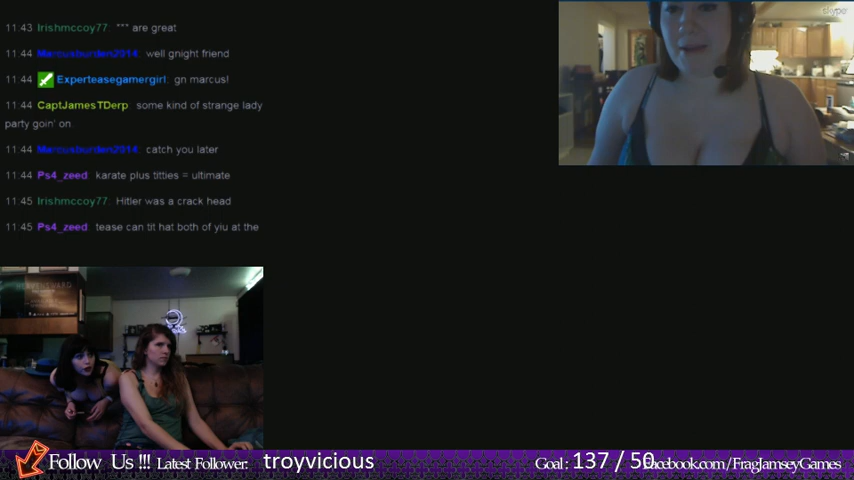 11:43 Irishmccoy77: *** are great
11:44 Marcusburden2014: well gnight friend
11:44 Experteasegamergirl: gn marcus!
11:44 CaptJamesTDerp: some kind of strange lady
party goin' on
11:44 Marcusburden2014: catch you later
11:44 Ps4_zeed: karate plus titties = ultimate
11:45 Irishmccoy77: Hitler was a crack head
11:45 Ps4_zeed: tease can tit hat both of yiu at the
skype
Follow Us !!! Latest Follower: troyvicious Goal: 137 / 50 Facebook.com/FragJamseyGames